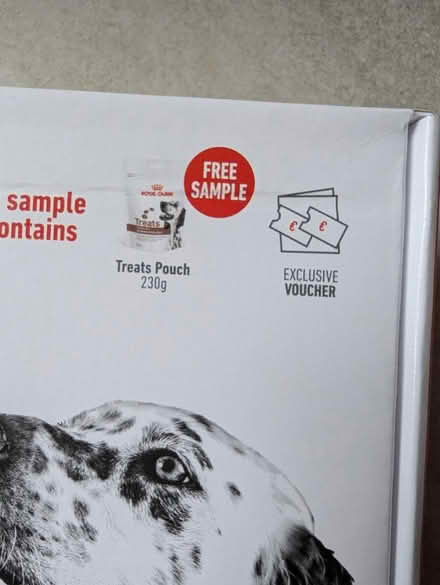 sample
ontains
ROYAL CANIN
Treats
FREE
SAMPLE
Treats Pouch
230g
€ €
EXCLUSIVE
VOUCHER